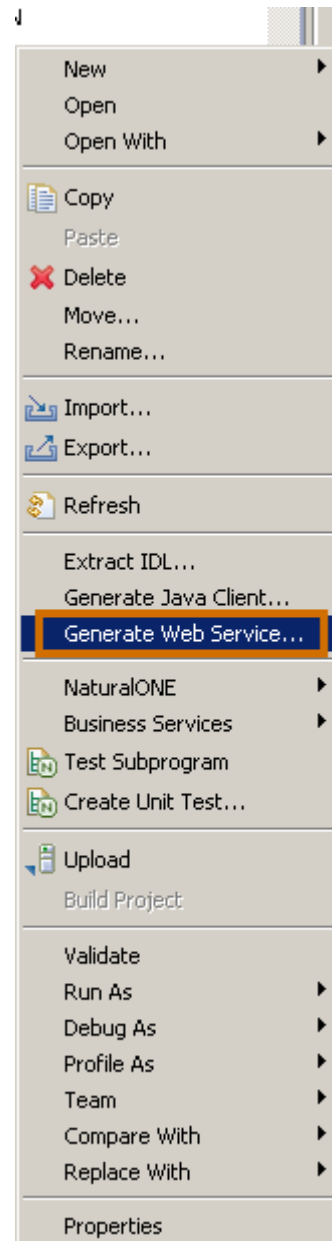 New
Open
Open With
Copy
Paste
Delete
Move...
Rename...
Import...
Export...
Refresh
Extract IDL...
Generate Java Client...
Generate Web Service...
NaturalONE
Business Services
Test Subprogram
Create Unit Test...
Upload
Build Project
Validate
Run As
Debug As
Profile As
Team
Compare With
Replace With
Properties